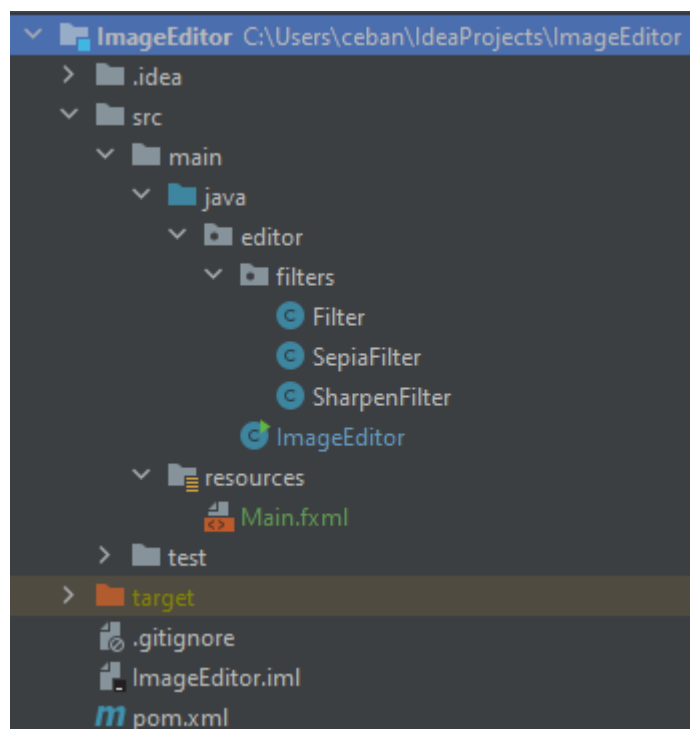 ImageEditor C:\Users\ceban\IdeaProjects\ImageEditor
.idea
src
main
java
editor
filters
C Filter
C SepiaFilter
C SharpenFilter
C ImageEditor
resources
<> Main.fxml
test
target
.gitignore
ImageEditor.iml
m pom.xml